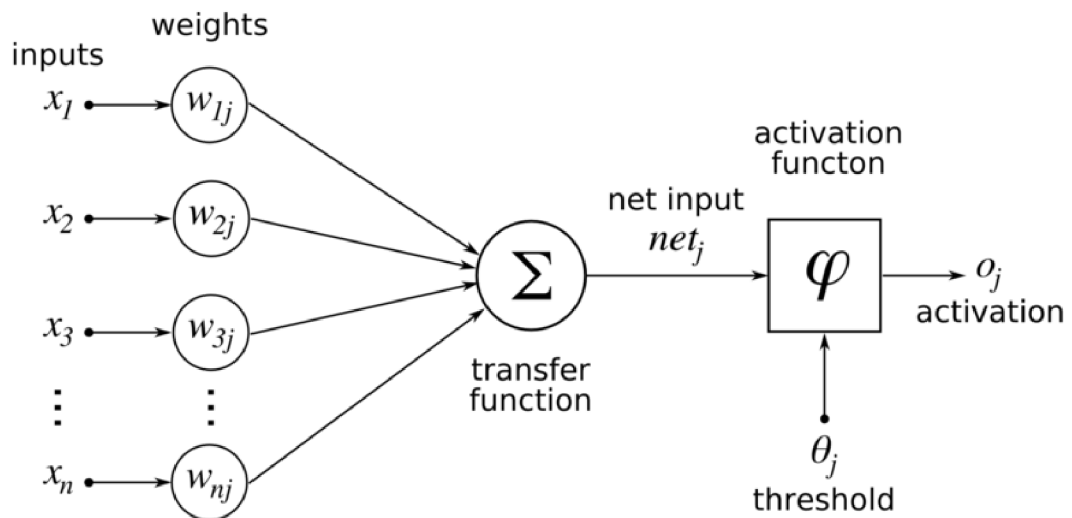 weights
inputs
x₁
w₁ⱼ
activation
functon
x₂
w₂ⱼ
net input
netⱼ
Σ
φ
oⱼ
activation
x₃
w₃ⱼ
transfer
function
⋮
⋮
θⱼ
threshold
xₙ
wₙⱼ